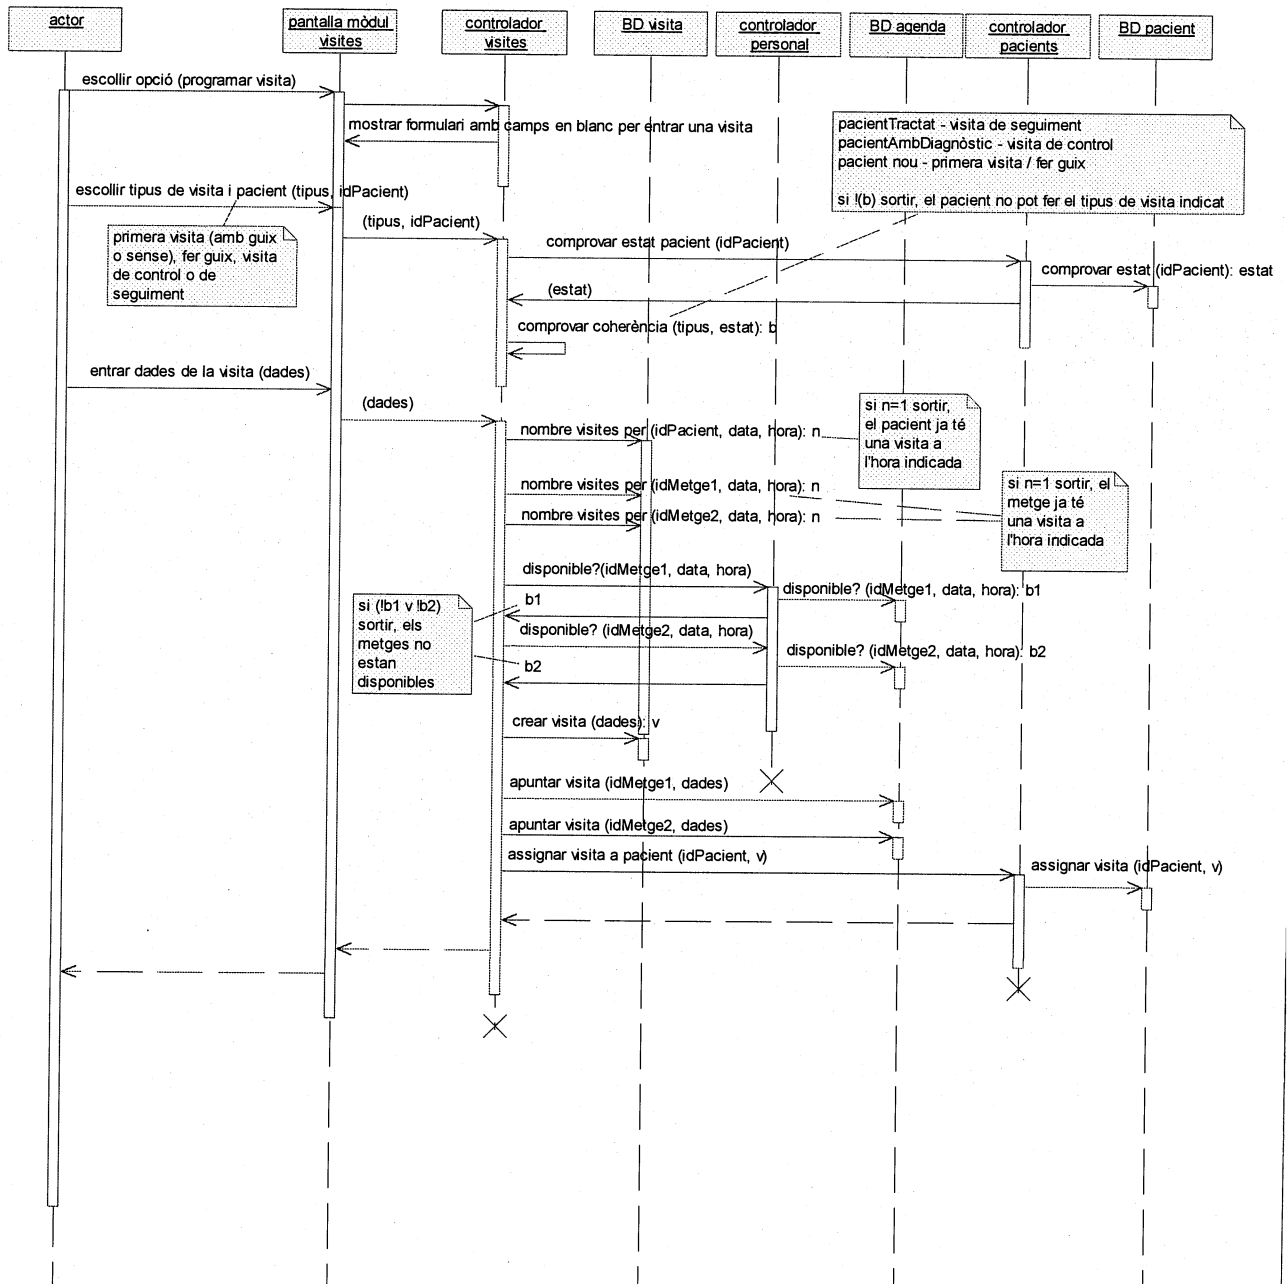 actor
pantalla mòdul
visites
controlador
visites
BD visita
controlador
personal
BD agenda
controlador
pacients
BD pacient
escollir opció (programar visita)
mostrar formulari amb camps en blanc per entrar una visita
pacientTractat - visita de seguiment
pacientAmbDiagnòstic - visita de control
pacient nou - primera visita / fer guix
si !(b) sortir, el pacient no pot fer el tipus de visita indicat
escollir tipus de visita i pacient (tipus, idPacient)
(tipus, idPacient)
primera visita (amb guix
o sense), fer guix, visita
de control o de
seguiment
comprovar estat pacient (idPacient)
comprovar estat (idPacient): estat
(estat)
comprovar coherència (tipus, estat): b
entrar dades de la visita (dades)
(dades)
si n=1 sortir,
el pacient ja té
una visita a
l'hora indicada
nombre visites per (idPacient, data, hora): n
nombre visites per (idMetge1, data, hora): n
nombre visites per (idMetge2, data, hora): n
si n=1 sortir, el
metge ja té
una visita a
l'hora indicada
disponible?(idMetge1, data, hora)
disponible? (idMetge1, data, hora): b1
b1
si (!b1 v !b2)
sortir, els
metges no
estan
disponibles
disponible? (idMetge2, data, hora)
disponible? (idMetge2, data, hora): b2
b2
crear visita (dades): v
apuntar visita (idMetge1, dades)
apuntar visita (idMetge2, dades)
assignar visita a pacient (idPacient, v)
assignar visita (idPacient, v)